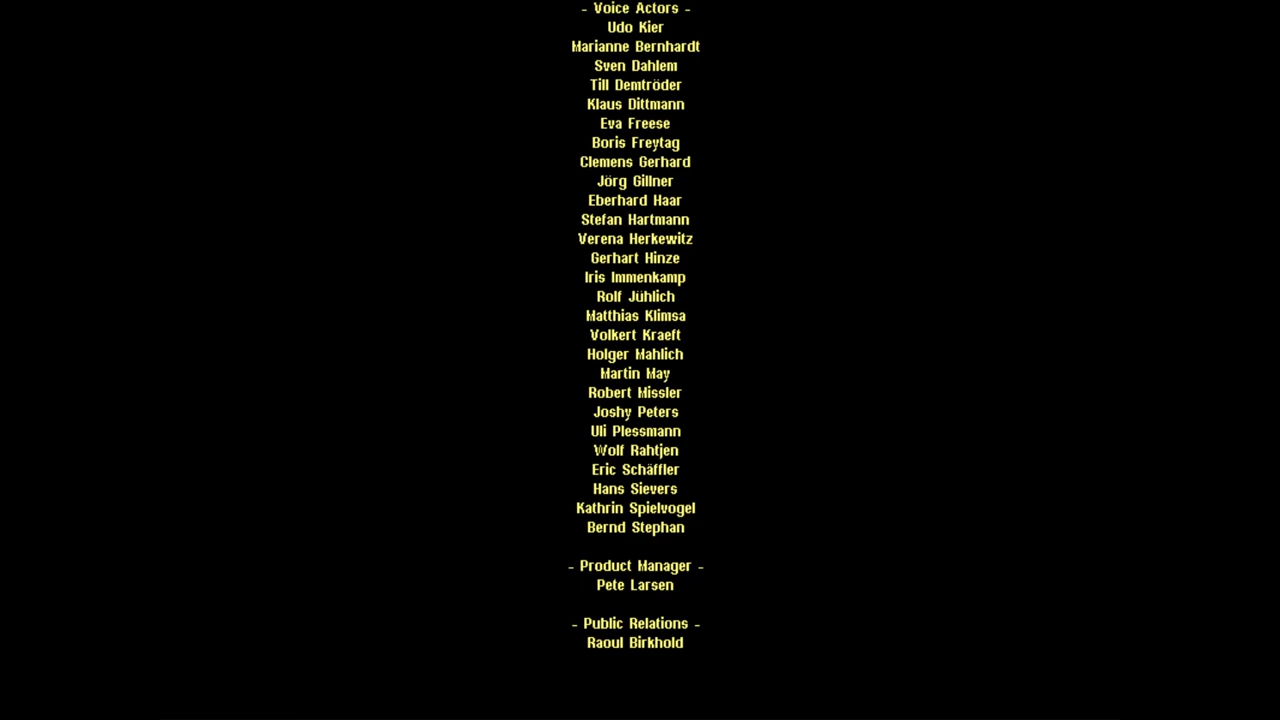 - Voice Actors -
Udo Kier
Marianne Bernhardt
Sven Dahlem
Till Demtröder
Klaus Dittmann
Eva Freese
Boris Freytag
Clemens Gerhard
Jörg Gillner
Eberhard Haar
Stefan Hartmann
Verena Herkewitz
Gerhart Hinze
Iris Immenkamp
Rolf Jühlich
Matthias Klimsa
Volkert Kraeft
Holger Mahlich
Martin May
Robert Missler
Joshy Peters
Uli Plessmann
Wolf Rahtjen
Eric Schäffler
Hans Sievers
Kathrin Spielvogel
Bernd Stephan
- Product Manager -
Pete Larsen
- Public Relations -
Raoul Birkhold